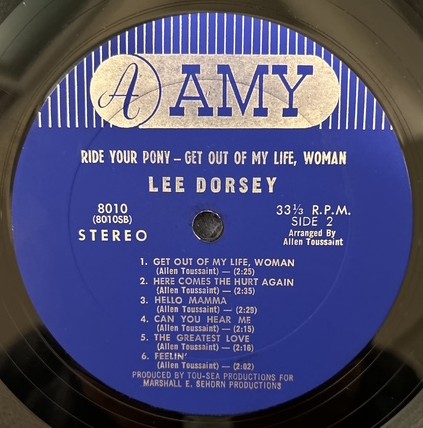 A AMY
RIDE YOUR PONY — GET OUT OF MY LIFE, WOMAN
LEE DORSEY
8010
(8010SB)
STEREO
33⅓ R.P.M.
SIDE 2
Arranged By
Allen Toussaint
1. GET OUT OF MY LIFE, WOMAN
(Allen Toussaint) — (2:25)
2. HERE COMES THE HURT AGAIN
(Allen Toussaint) — (2:35)
3. HELLO MAMMA
(Allen Toussaint) — (2:29)
4. CAN YOU HEAR ME
(Allen Toussaint) — (2:15)
5. THE GREATEST LOVE
(Allen Toussaint) — (2:16)
6. FEELIN'
(Allen Toussaint) — (2:02)
PRODUCED BY TOU-SEA PRODUCTIONS FOR
MARSHALL E. SEHORN PRODUCTIONS